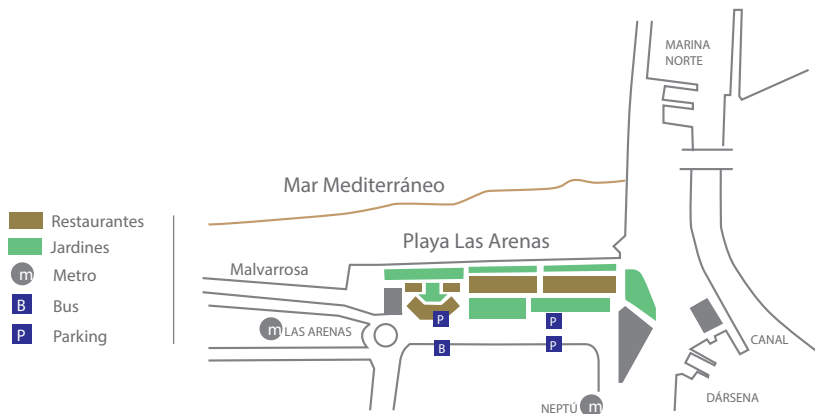 MARINA
NORTE
Mar Mediterráneo
Restaurantes
Jardines
m Metro
B Bus
P Parking
Playa Las Arenas
Malvarrosa
m LAS ARENAS
P
P
B
P
CANAL
DÁRSENA
NEPTÚ m